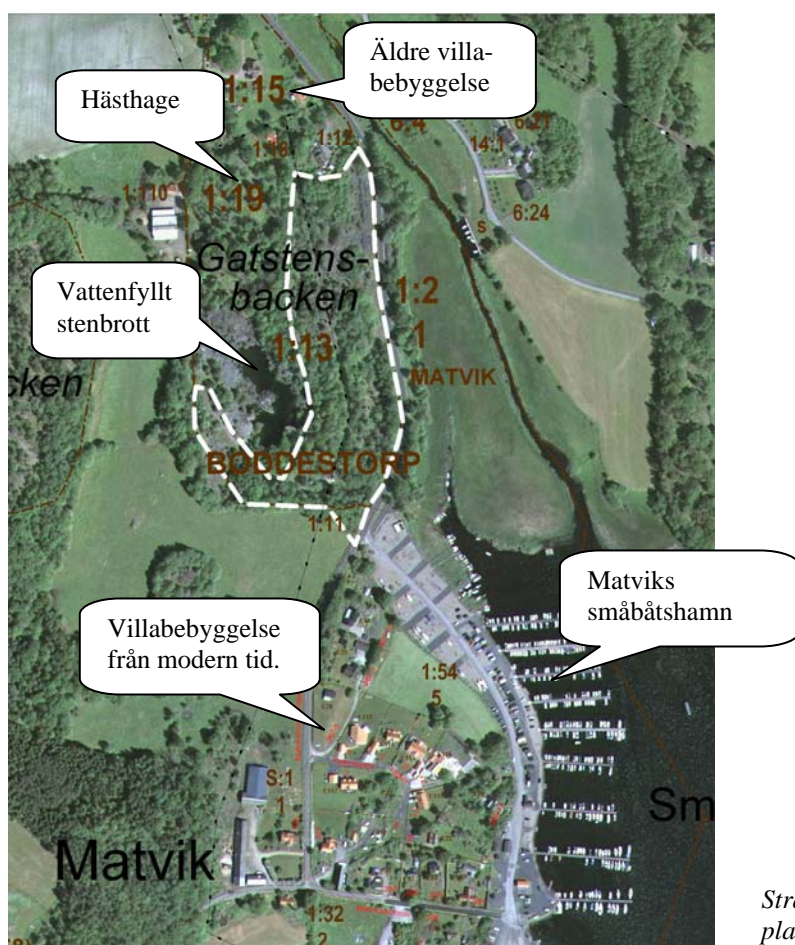 Äldre villa-
bebyggelse
Hästhage
1:15
6:4
6:21
14:1
1:12
1:18
1:110
1:19
6:24
s
Gatstens-
backen
Vattenfyllt
stenbrott
1:2
1
1:13
MATVIK
cken
BODDESTORP
1:11
Matviks
småbåtshamn
Villabebyggelse
från modern tid.
1:54
5
S:1
1
Sm
Matvik
1:32
2
Stre
pla